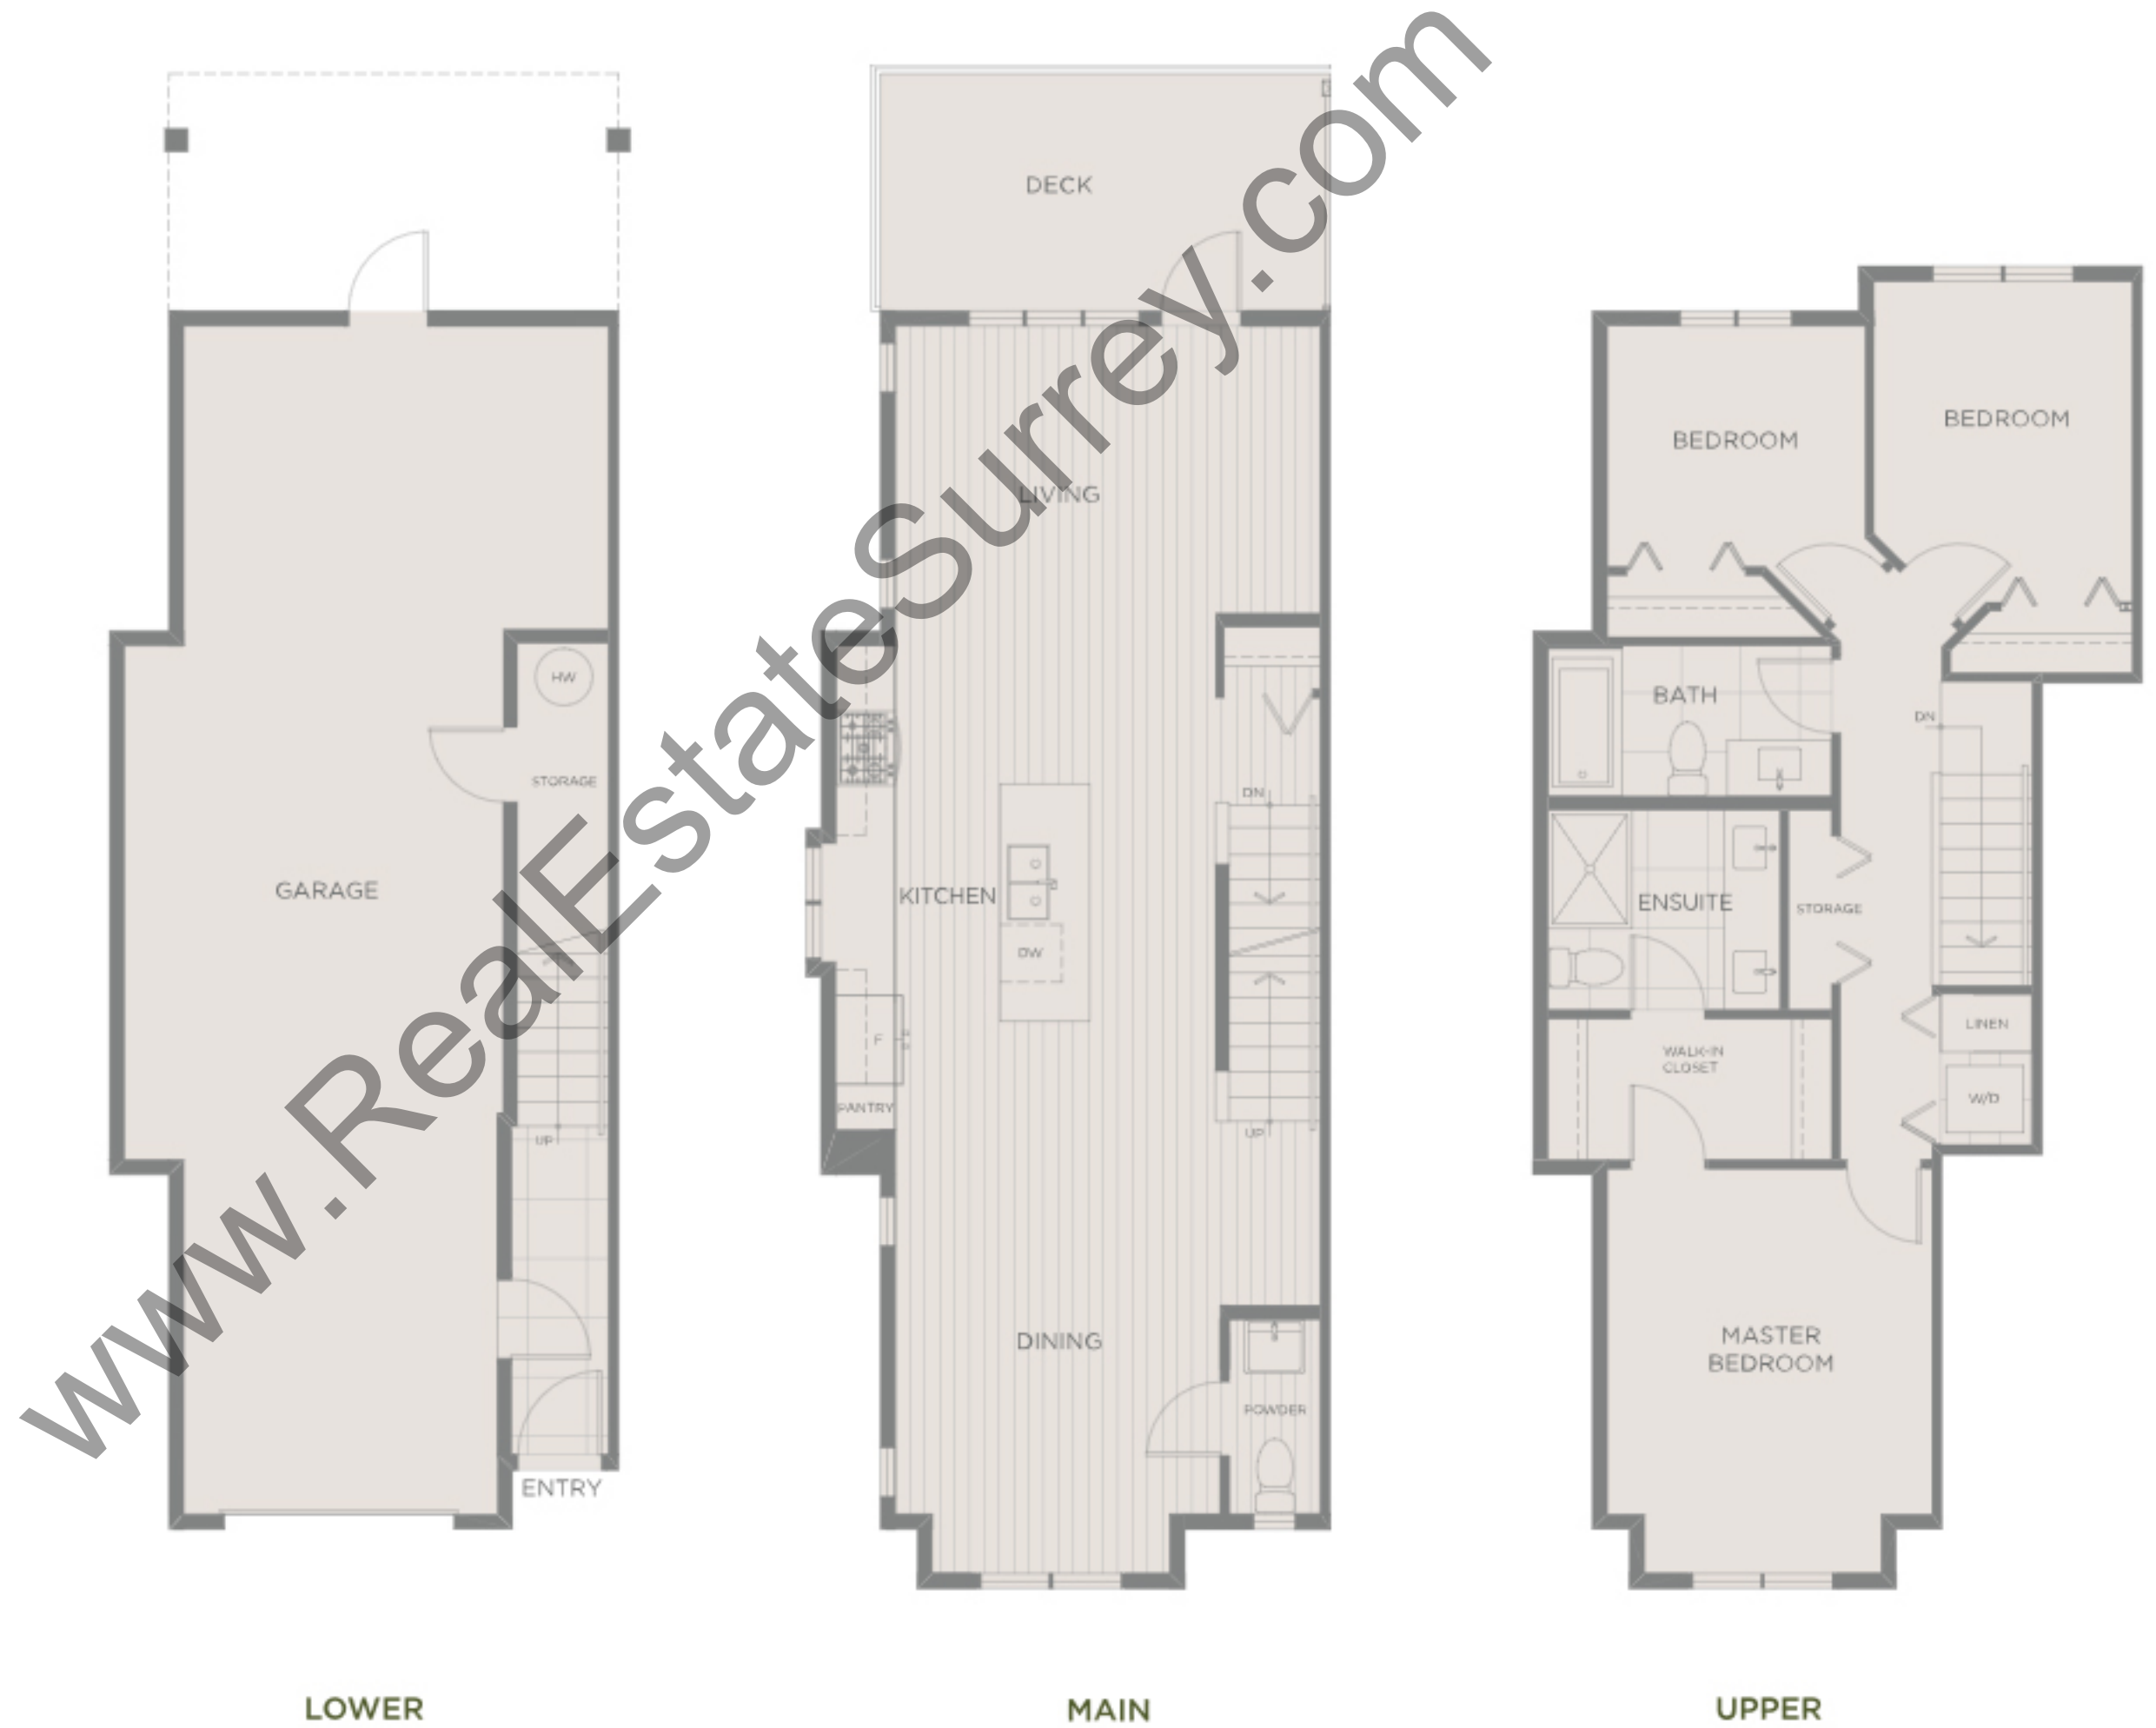 HW
STORAGE
GARAGE
UP
ENTRY
LOWER
DECK
LIVING
DN
KITCHEN
DW
F
PANTRY
UP
DINING
POWDER
MAIN
BEDROOM
BEDROOM
BATH
DN
ENSUITE
STORAGE
LINEN
WALK-IN
CLOSET
W/D
MASTER
BEDROOM
UPPER
www.RealEstateSurrey.com